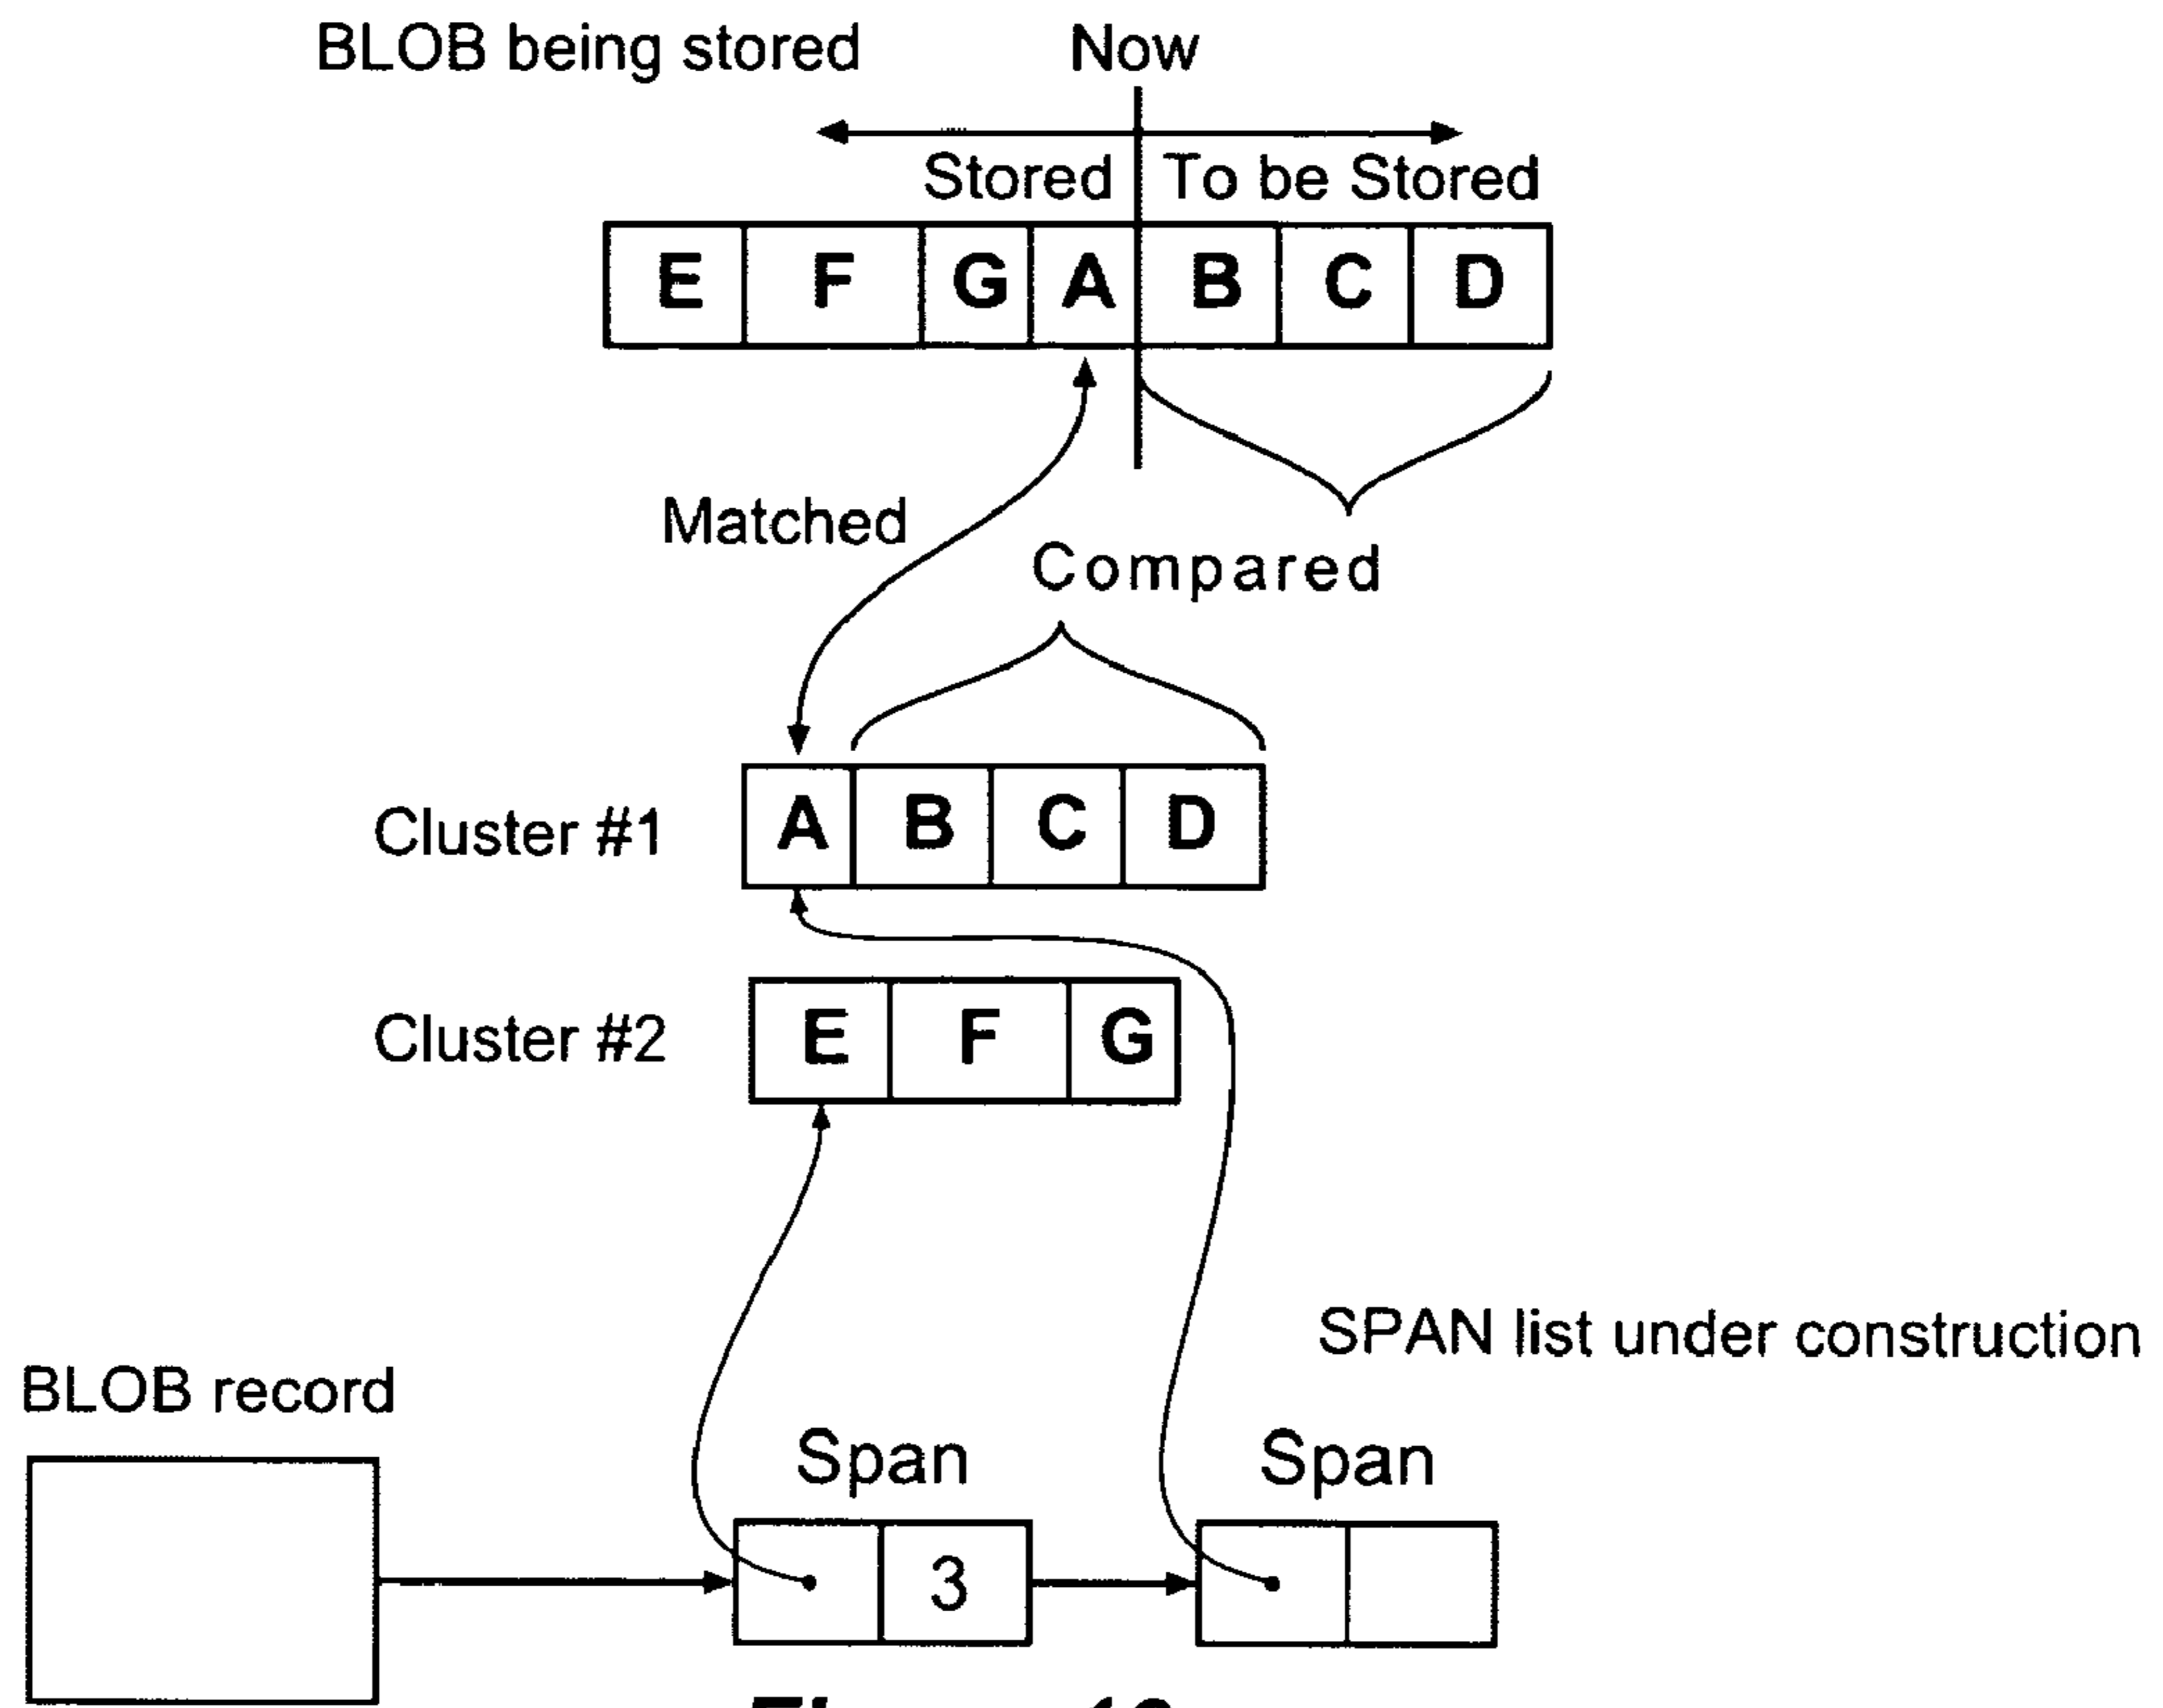 BLOB being stored
Now
Stored
To be Stored
E F G A B C D
Matched
Compared
Cluster #1
A B C D
Cluster #2
E F G
SPAN list under construction
BLOB record
Span
Span
3